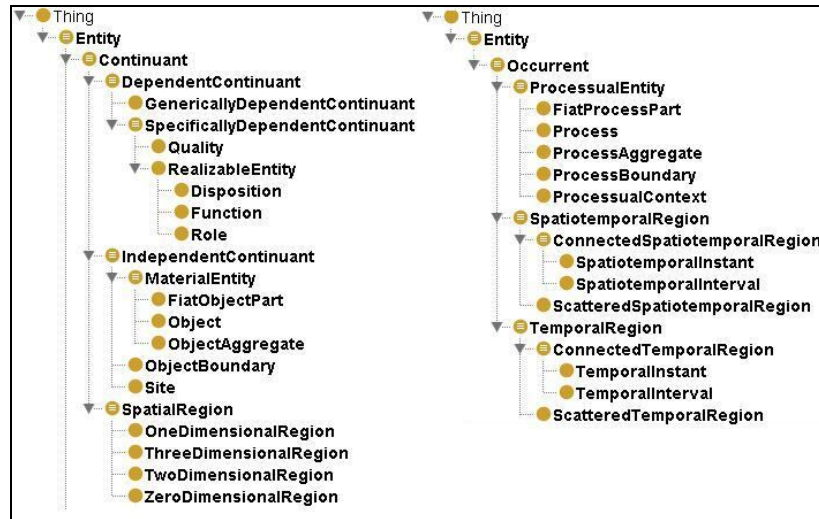 Thing
Entity
Continuant
DependentContinuant
GenericallyDependentContinuant
SpecificallyDependentContinuant
Quality
RealizableEntity
Disposition
Function
Role
IndependentContinuant
MaterialEntity
FiatObjectPart
Object
ObjectAggregate
ObjectBoundary
Site
SpatialRegion
OneDimensionalRegion
ThreeDimensionalRegion
TwoDimensionalRegion
ZeroDimensionalRegion
Thing
Entity
Occurrent
ProcessualEntity
FiatProcessPart
Process
ProcessAggregate
ProcessBoundary
ProcessualContext
SpatiotemporalRegion
ConnectedSpatiotemporalRegion
SpatiotemporalInstant
SpatiotemporalInterval
ScatteredSpatiotemporalRegion
TemporalRegion
ConnectedTemporalRegion
TemporalInstant
TemporalInterval
ScatteredTemporalRegion